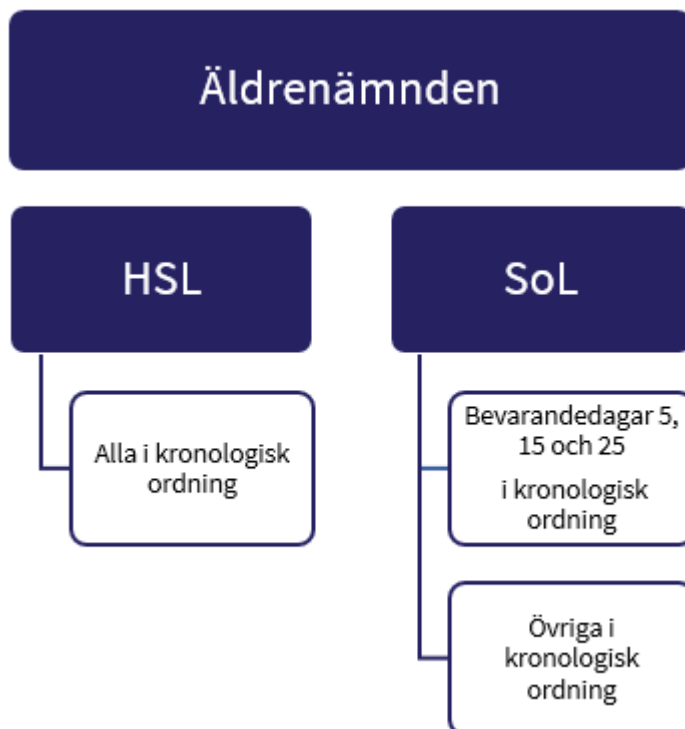 Äldrenämnden
HSL
Alla i kronologisk
ordning
SoL
Bevarandedagar 5,
15 och 25
i kronologisk
ordning
Övriga i
kronologisk
ordning